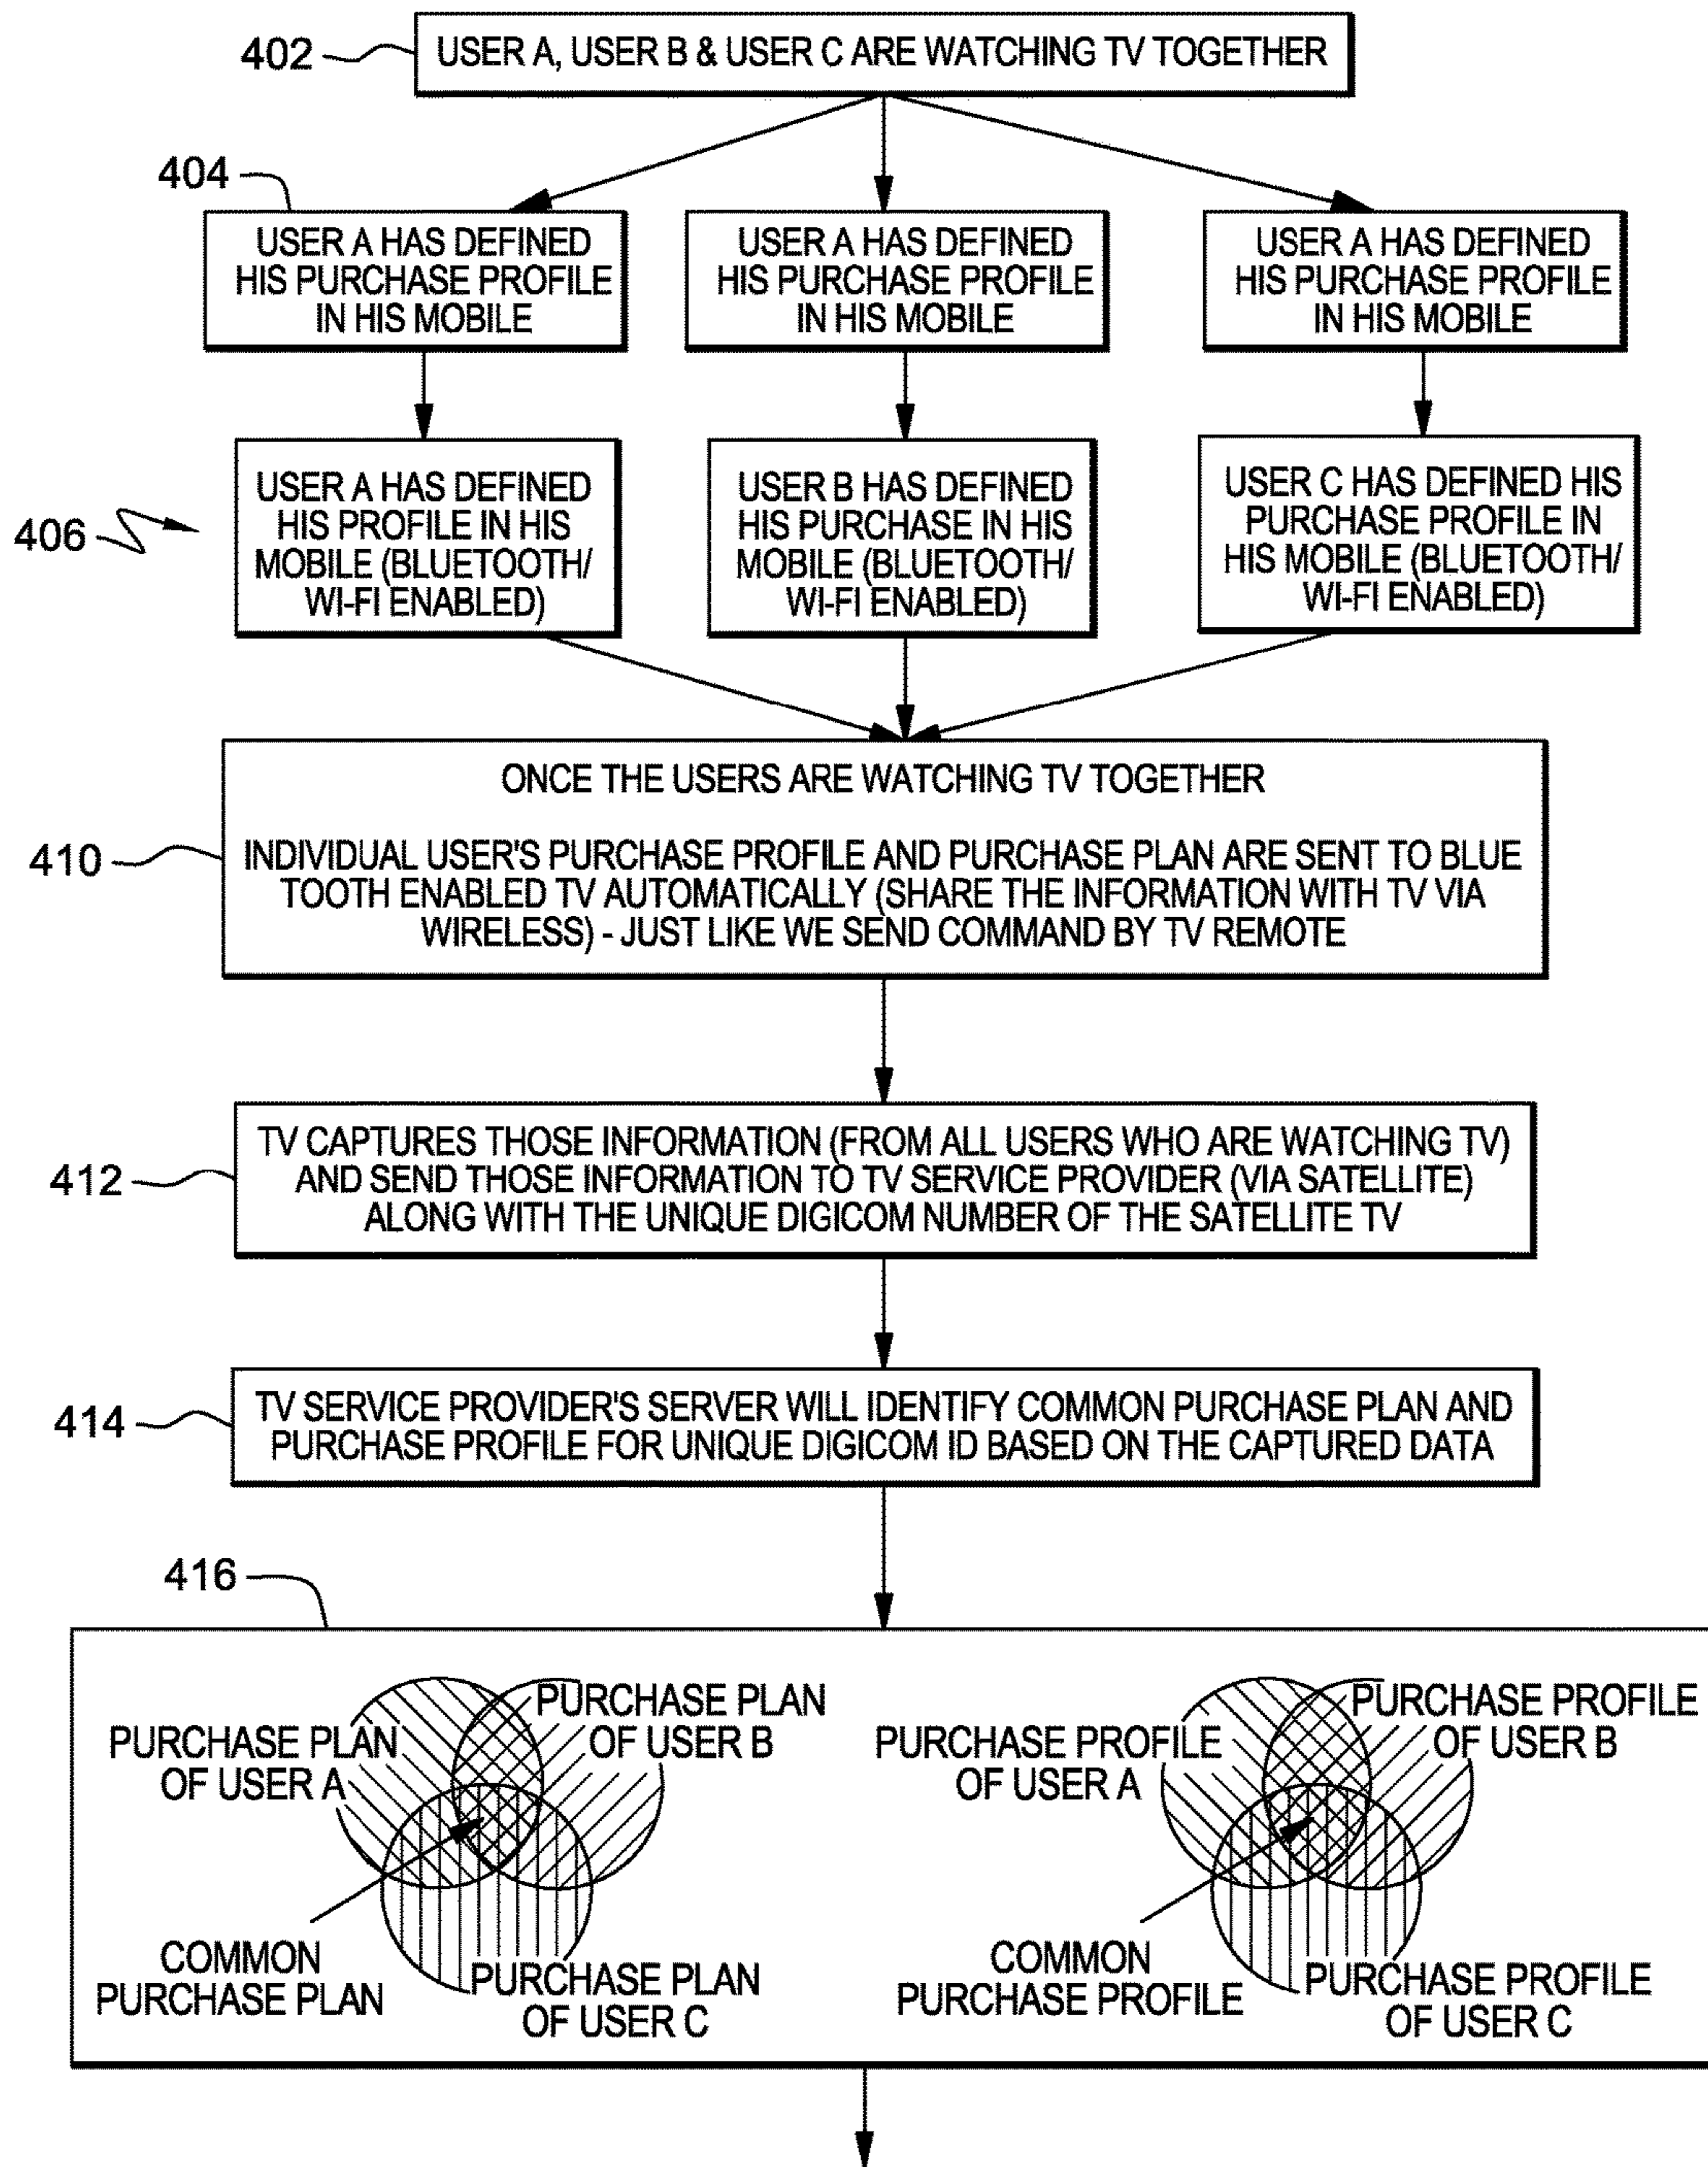 402
USER A, USER B & USER C ARE WATCHING TV TOGETHER
404
USER A HAS DEFINED
HIS PURCHASE PROFILE
IN HIS MOBILE
USER A HAS DEFINED
HIS PURCHASE PROFILE
IN HIS MOBILE
USER A HAS DEFINED
HIS PURCHASE PROFILE
IN HIS MOBILE
406
USER A HAS DEFINED
HIS PROFILE IN HIS
MOBILE (BLUETOOTH/
WI-FI ENABLED)
USER B HAS DEFINED
HIS PURCHASE IN HIS
MOBILE (BLUETOOTH/
WI-FI ENABLED)
USER C HAS DEFINED HIS
PURCHASE PROFILE IN
HIS MOBILE (BLUETOOTH/
WI-FI ENABLED)
410
ONCE THE USERS ARE WATCHING TV TOGETHER
INDIVIDUAL USER'S PURCHASE PROFILE AND PURCHASE PLAN ARE SENT TO BLUE
TOOTH ENABLED TV AUTOMATICALLY (SHARE THE INFORMATION WITH TV VIA
WIRELESS) - JUST LIKE WE SEND COMMAND BY TV REMOTE
412
TV CAPTURES THOSE INFORMATION (FROM ALL USERS WHO ARE WATCHING TV)
AND SEND THOSE INFORMATION TO TV SERVICE PROVIDER (VIA SATELLITE)
ALONG WITH THE UNIQUE DIGICOM NUMBER OF THE SATELLITE TV
414
TV SERVICE PROVIDER'S SERVER WILL IDENTIFY COMMON PURCHASE PLAN AND
PURCHASE PROFILE FOR UNIQUE DIGICOM ID BASED ON THE CAPTURED DATA
416
PURCHASE PLAN
OF USER A
PURCHASE PLAN
OF USER B
COMMON
PURCHASE PLAN
PURCHASE PLAN
OF USER C
PURCHASE PROFILE
OF USER A
PURCHASE PROFILE
OF USER B
COMMON
PURCHASE PROFILE
PURCHASE PROFILE
OF USER C